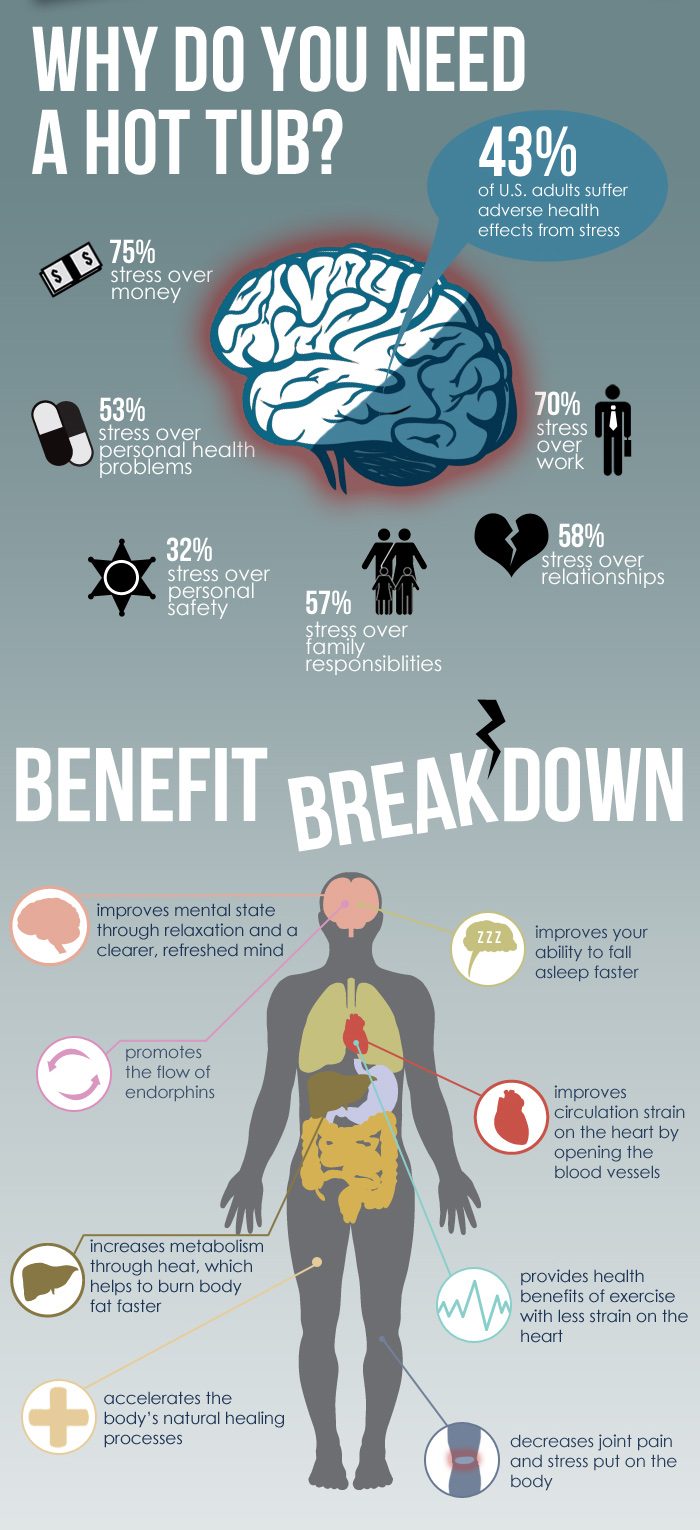 WHY DO YOU NEED
A HOT TUB?
43%
of U.S. adults suffer
adverse health
effects from stress
75%
stress over
money
53%
stress over
personal health
problems
70%
stress
over
work
32%
stress over
personal
safety
58%
stress over
relationships
57%
stress over
family
responsiblities
BENEFIT BREAKDOWN
improves mental state
through relaxation and a
clearer, refreshed mind
ZZZ
improves your
ability to fall
asleep faster
promotes
the flow of
endorphins
improves
circulation strain
on the heart by
opening the
blood vessels
increases metabolism
through heat, which
helps to burn body
fat faster
provides health
benefits of exercise
with less strain on the
heart
accelerates the
body's natural healing
processes
decreases joint pain
and stress put on the
body